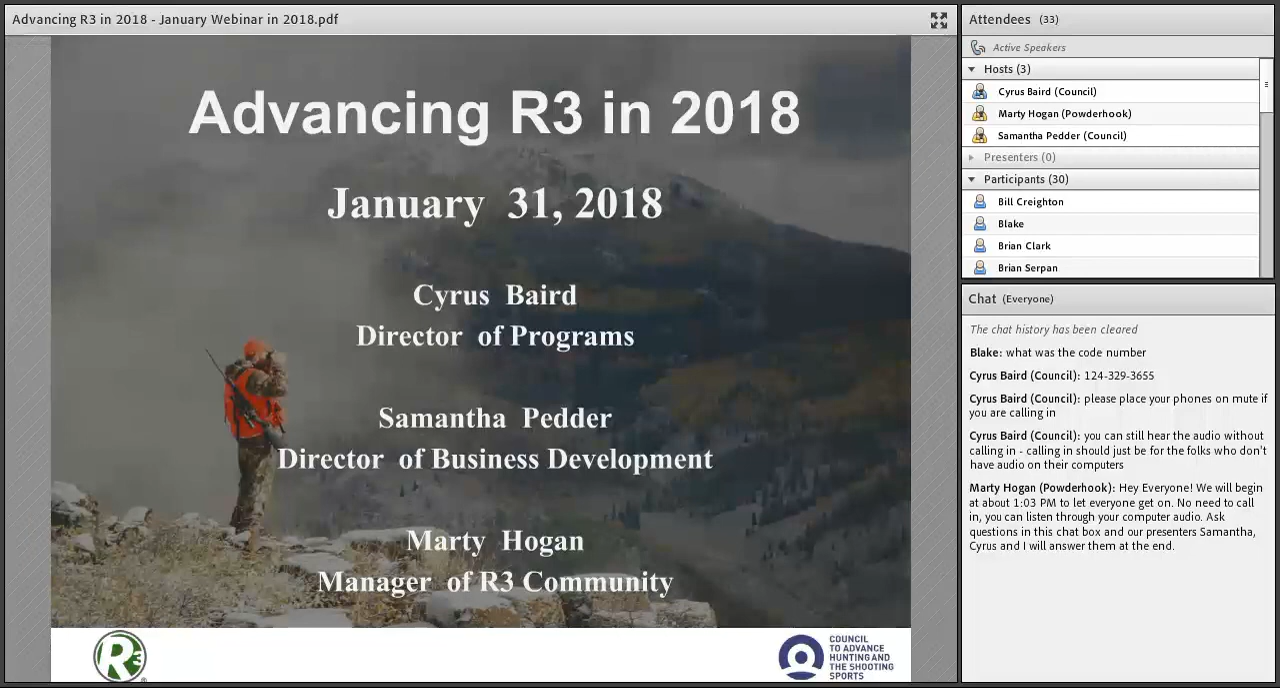 Advancing R3 in 2018 - January Webinar in 2018.pdf
Advancing R3 in 2018
January 31, 2018
Cyrus Baird
Director of Programs
Samantha Pedder
Director of Business Development
Marty Hogan
Manager of R3 Community
R3
®
COUNCIL
TO ADVANCE
HUNTING AND
THE SHOOTING
SPORTS
Attendees (33)
Active Speakers
Hosts (3)
Cyrus Baird (Council)
Marty Hogan (Powderhook)
Samantha Pedder (Council)
Presenters (0)
Participants (30)
Bill Creighton
Blake
Brian Clark
Brian Serpan
Chat (Everyone)
The chat history has been cleared
Blake: what was the code number
Cyrus Baird (Council): 124-329-3655
Cyrus Baird (Council): please place your phones on mute if
you are calling in
Cyrus Baird (Council): you can still hear the audio without
calling in - calling in should just be for the folks who don't
have audio on their computers
Marty Hogan (Powderhook): Hey Everyone! We will begin
at about 1:03 PM to let everyone get on. No need to call
in, you can listen through your computer audio. Ask
questions in this chat box and our presenters Samantha,
Cyrus and I will answer them at the end.